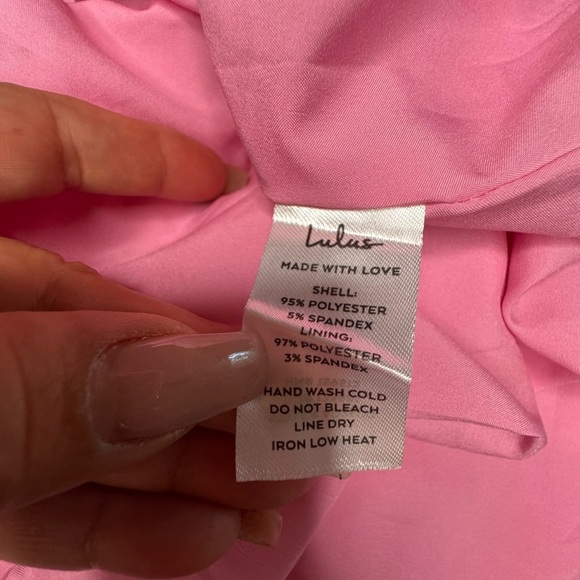 Lulus
MADE WITH LOVE
SHELL:
95% POLYESTER
5% SPANDEX
LINING:
97% POLYESTER
3% SPANDEX
HAND WASH COLD
DO NOT BLEACH
LINE DRY
IRON LOW HEAT